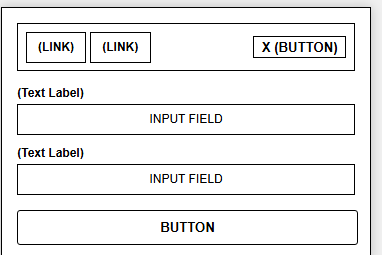 (LINK) (LINK) X (BUTTON)
(Text Label)
INPUT FIELD
(Text Label)
INPUT FIELD
BUTTON